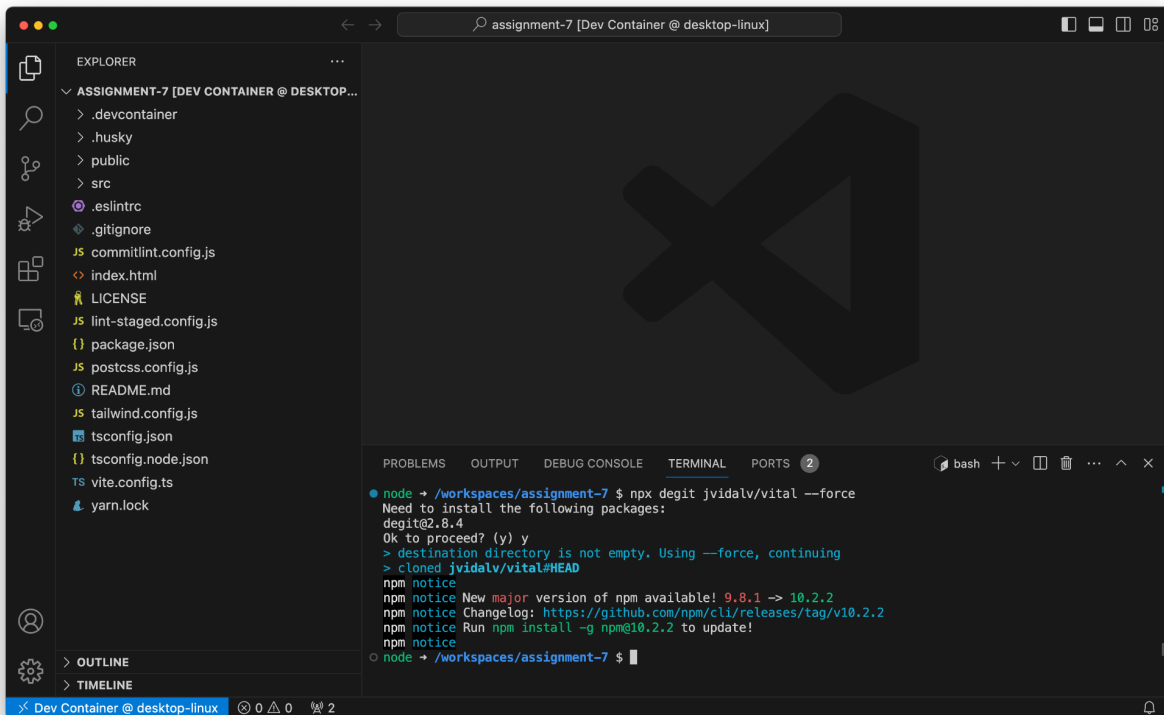 assignment-7 [Dev Container @ desktop-linux]
EXPLORER
ASSIGNMENT-7 [DEV CONTAINER @ DESKTOP...
.devcontainer
.husky
public
src
.eslintrc
.gitignore
JS commitlint.config.js
<> index.html
LICENSE
JS lint-staged.config.js
{} package.json
JS postcss.config.js
README.md
JS tailwind.config.js
TS tsconfig.json
{} tsconfig.node.json
TS vite.config.ts
yarn.lock
OUTLINE
TIMELINE
PROBLEMS OUTPUT DEBUG CONSOLE TERMINAL PORTS 2 bash
node → /workspaces/assignment-7 $ npx degit jvidalv/vital --force
Need to install the following packages:
degit@2.8.4
Ok to proceed? (y) y
> destination directory is not empty. Using --force, continuing
> cloned jvidalv/vital#HEAD
npm notice
npm notice New major version of npm available! 9.8.1 -> 10.2.2
npm notice Changelog: https://github.com/npm/cli/releases/tag/v10.2.2
npm notice Run npm install -g npm@10.2.2 to update!
npm notice
node → /workspaces/assignment-7 $
Dev Container @ desktop-linux 0 0 2